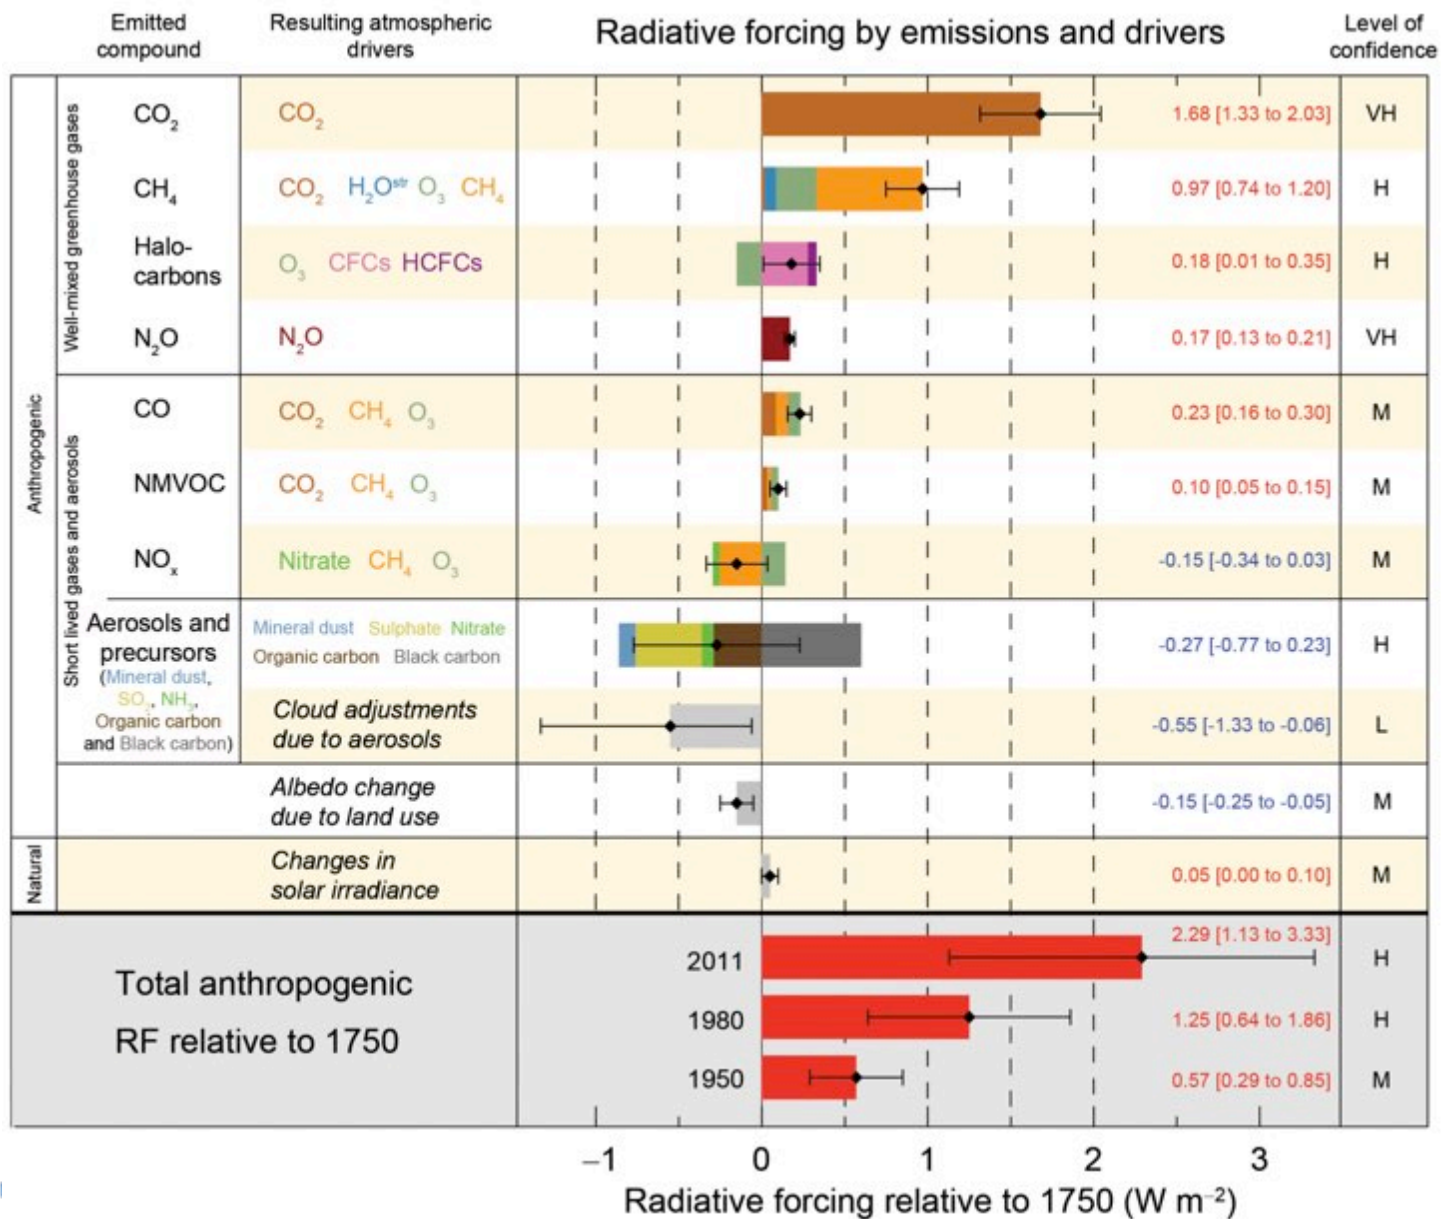 Emitted compound
Resulting atmospheric drivers
Radiative forcing by emissions and drivers
Level of confidence
Anthropogenic
Well-mixed greenhouse gases
CO₂
CO₂
1.68 [1.33 to 2.03]
VH
CH₄
CO₂ H₂Oˢᵗʳ O₃ CH₄
0.97 [0.74 to 1.20]
H
Halo-
carbons
O₃ CFCs HCFCs
0.18 [0.01 to 0.35]
H
N₂O
N₂O
0.17 [0.13 to 0.21]
VH
Short lived gases and aerosols
CO
CO₂ CH₄ O₃
0.23 [0.16 to 0.30]
M
NMVOC
CO₂ CH₄ O₃
0.10 [0.05 to 0.15]
M
NOₓ
Nitrate CH₄ O₃
-0.15 [-0.34 to 0.03]
M
Aerosols and
precursors
(Mineral dust,
SO₂, NH₃,
Organic carbon
and Black carbon)
Mineral dust Sulphate Nitrate
Organic carbon Black carbon
-0.27 [-0.77 to 0.23]
H
Cloud adjustments
due to aerosols
-0.55 [-1.33 to -0.06]
L
Albedo change
due to land use
-0.15 [-0.25 to -0.05]
M
Natural
Changes in
solar irradiance
0.05 [0.00 to 0.10]
M
Total anthropogenic
RF relative to 1750
2011
2.29 [1.13 to 3.33]
H
1980
1.25 [0.64 to 1.86]
H
1950
0.57 [0.29 to 0.85]
M
−1 0 1 2 3
Radiative forcing relative to 1750 (W m⁻²)